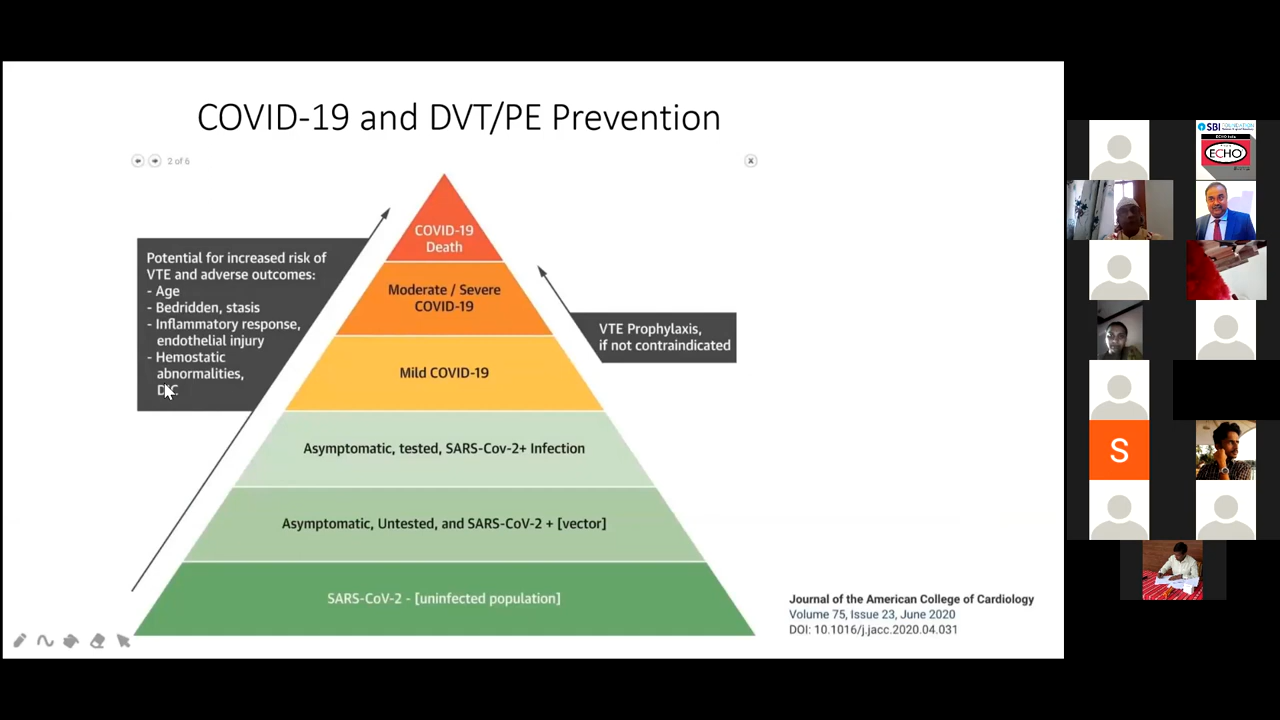 COVID-19 and DVT/PE Prevention
2 of 6
Potential for increased risk of
VTE and adverse outcomes:
- Age
- Bedridden, stasis
- Inflammatory response,
endothelial injury
- Hemostatic
abnormalities,
COVID-19
Death
Moderate / Severe
COVID-19
Mild COVID-19
Asymptomatic, tested, SARS-Cov-2+ Infection
Asymptomatic, Untested, and SARS-CoV-2 + [vector]
SARS-CoV-2 - [uninfected population]
VTE Prophylaxis,
if not contraindicated
Journal of the American College of Cardiology
Volume 75, Issue 23, June 2020
DOI: 10.1016/j.jacc.2020.04.031
SBI
ECHO
S